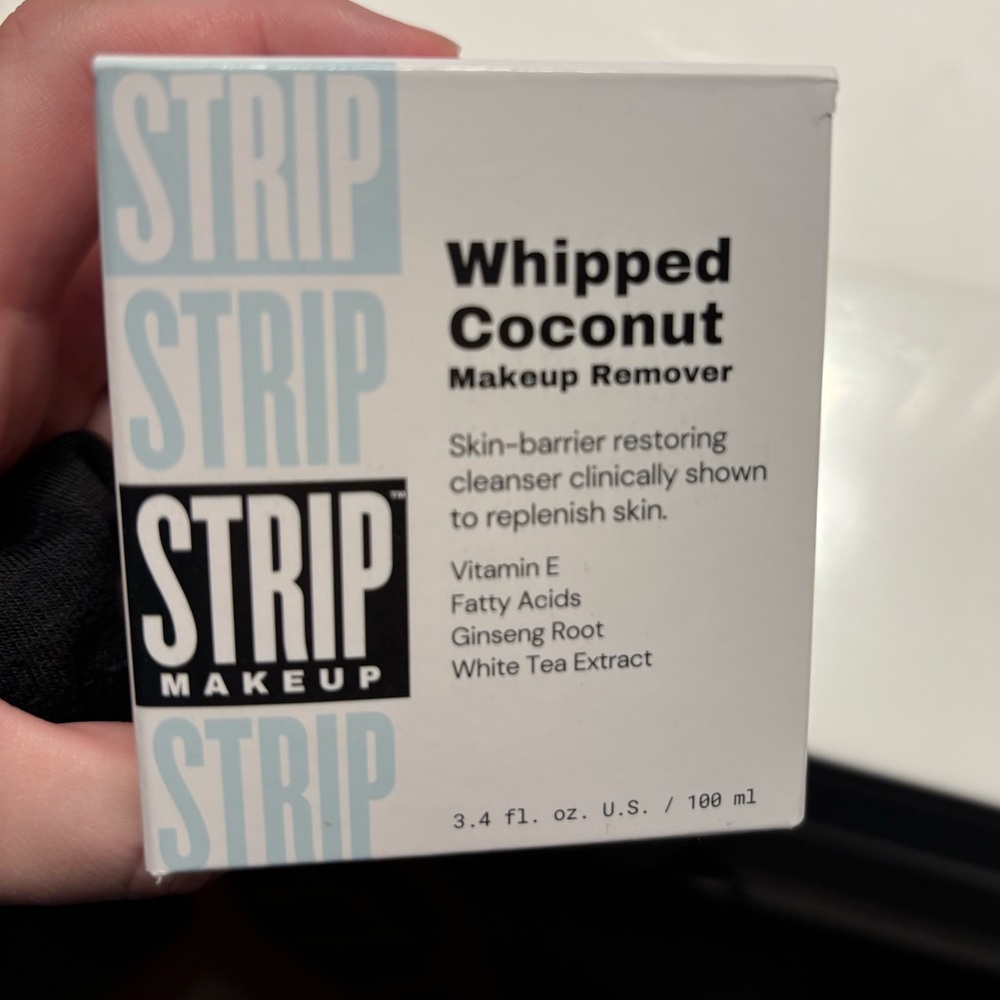 STRIP
STRIP
STRIP™
MAKEUP
STRIP
Whipped
Coconut
Makeup Remover
Skin-barrier restoring
cleanser clinically shown
to replenish skin.
Vitamin E
Fatty Acids
Ginseng Root
White Tea Extract
3.4 fl. oz. U.S. / 100 ml